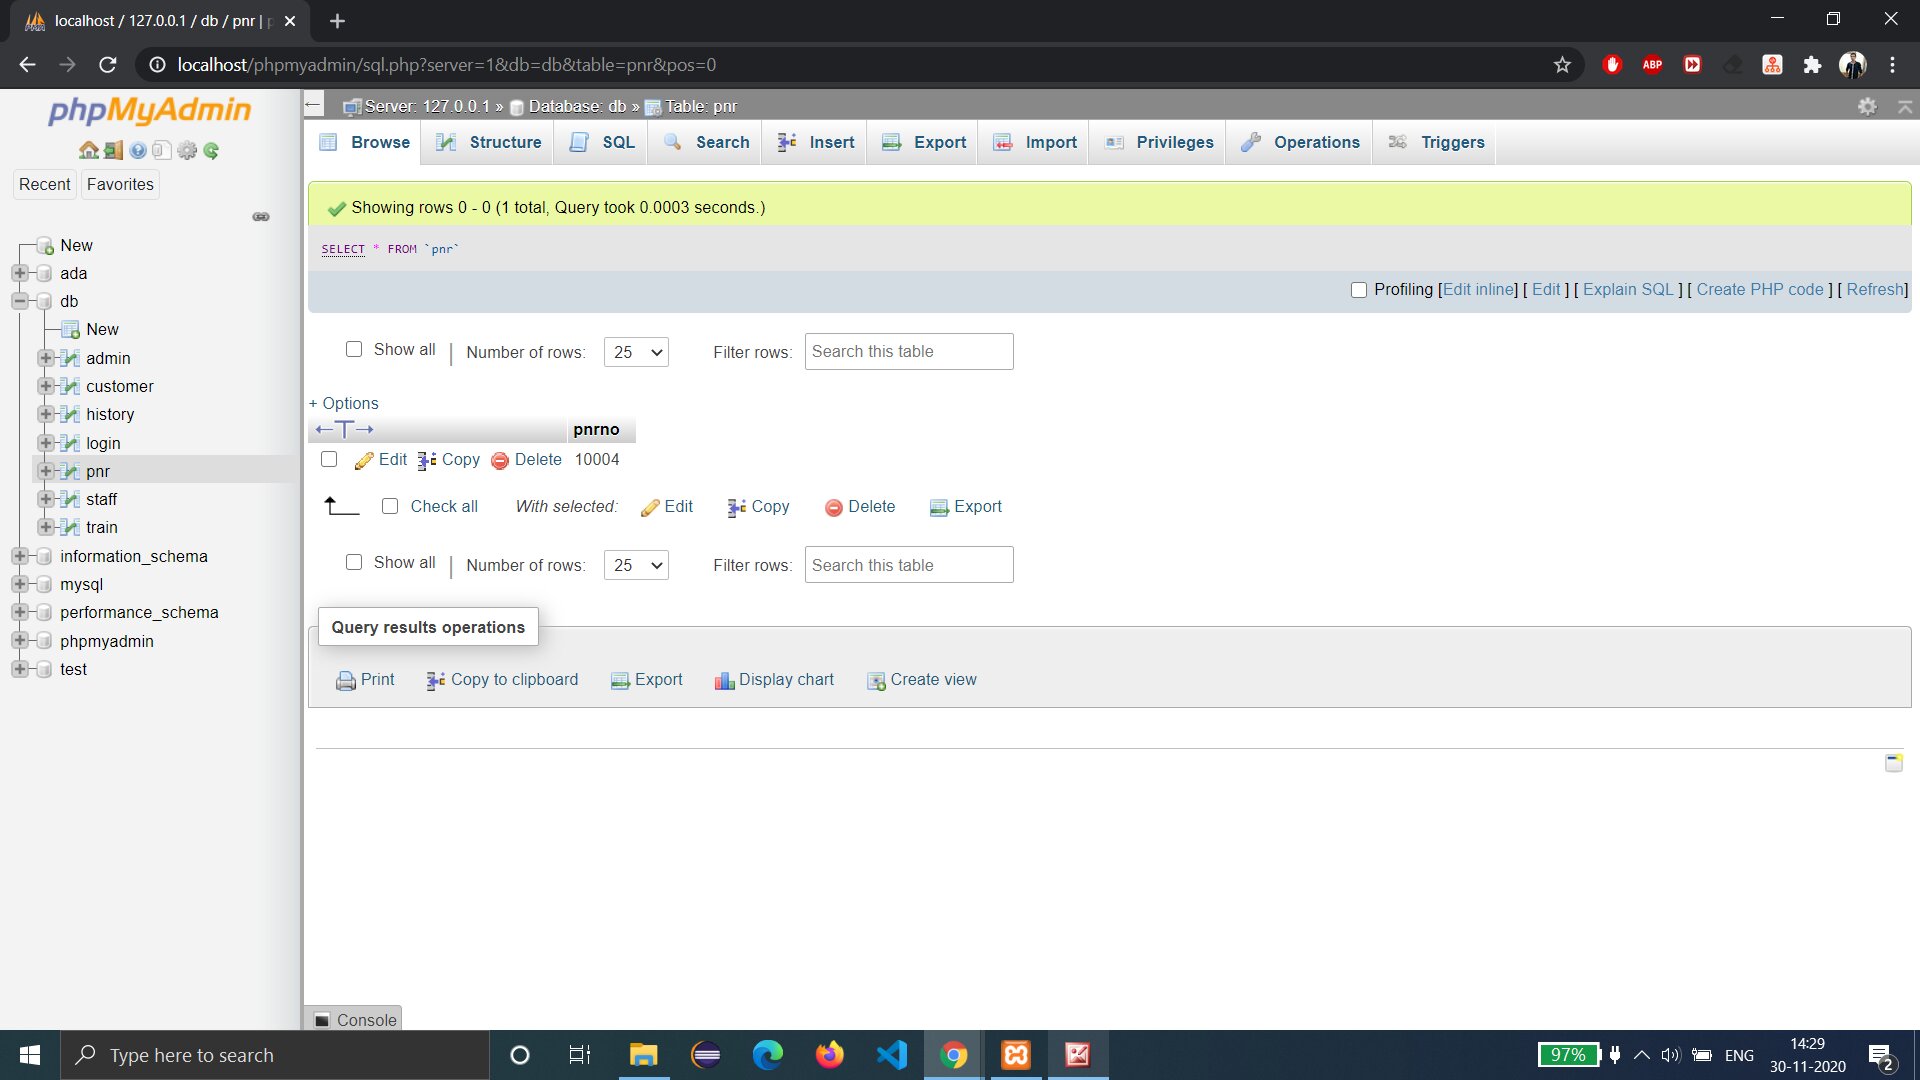 localhost / 127.0.0.1 / db / pnr | p
localhost/phpmyadmin/sql.php?server=1&db=db&table=pnr&pos=0
ABP
phpMyAdmin
Recent Favorites
New
ada
db
New
admin
customer
history
login
pnr
staff
train
information_schema
mysql
performance_schema
phpmyadmin
test
Server: 127.0.0.1 » Database: db » Table: pnr
Browse Structure SQL Search Insert Export Import Privileges Operations Triggers
Showing rows 0 - 0 (1 total, Query took 0.0003 seconds.)
SELECT * FROM `pnr`
Profiling [Edit inline] [ Edit ] [ Explain SQL ] [ Create PHP code ] [ Refresh]
Show all | Number of rows: 25 Filter rows: Search this table
+ Options
←T→ pnrno
Edit Copy Delete 10004
Check all With selected: Edit Copy Delete Export
Show all | Number of rows: 25 Filter rows: Search this table
Query results operations
Print Copy to clipboard Export Display chart Create view
Console
Type here to search
97% ENG 14:29
30-11-2020
2